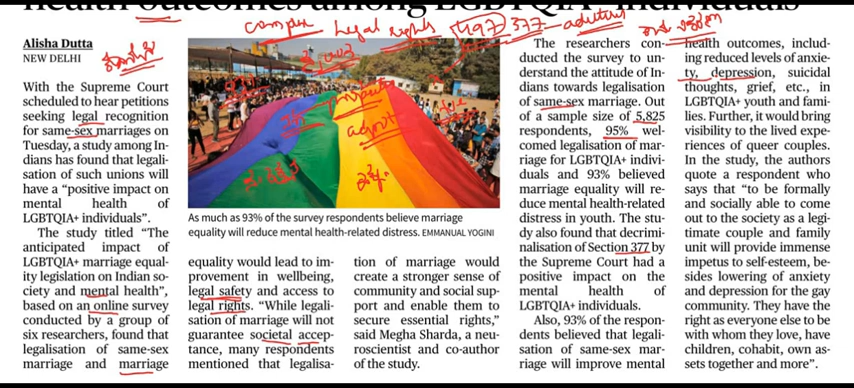 health outcomes among LGBTQIA+ individuals
Alisha Dutta
NEW DELHI
With the Supreme Court
scheduled to hear petitions
seeking legal recognition
for same-sex marriages on
Tuesday, a study among In-
dians has found that legali-
sation of such unions will
have a “positive impact on
mental health of
LGBTQIA+ individuals”.
The study titled “The
anticipated impact of
LGBTQIA+ marriage equal-
ity legislation on Indian so-
ciety and mental health”,
based on an online survey
conducted by a group of
six researchers, found that
legalisation of same-sex
marriage and marriage
legal rights (497) 377
As much as 93% of the survey respondents believe marriage
equality will reduce mental health-related distress. EMMANUAL YOGINI
equality would lead to im-
provement in wellbeing,
legal safety and access to
legal rights. “While legali-
sation of marriage will not
guarantee societal accep-
tance, many respondents
mentioned that legalisa-
tion of marriage would
create a stronger sense of
community and social sup-
port and enable them to
secure essential rights,”
said Megha Sharda, a neu-
roscientist and co-author
of the study.
The researchers con-
ducted the survey to un-
derstand the attitude of In-
dians towards legalisation
of same-sex marriage. Out
of a sample size of 5,825
respondents, 95% wel-
comed legalisation of mar-
riage for LGBTQIA+ indivi-
duals and 93% believed
marriage equality will re-
duce mental health-related
distress in youth. The stu-
dy also found that decrimi-
nalisation of Section 377 by
the Supreme Court had a
positive impact on the
mental health of
LGBTQIA+ individuals.
Also, 93% of the respon-
dents believed that legali-
sation of same-sex mar-
riage will improve mental
health outcomes, includ-
ing reduced levels of anxie-
ty, depression, suicidal
thoughts, grief, etc., in
LGBTQIA+ youth and fami-
lies. Further, it would bring
visibility to the lived expe-
riences of queer couples.
In the study, the authors
quote a respondent who
says that “to be formally
and socially able to come
out to the society as a legi-
timate couple and family
unit will provide immense
impetus to self-esteem, be-
sides lowering of anxiety
and depression for the gay
community. They have the
right as everyone else to be
with whom they love, have
children, cohabit, own as-
sets together and more”.